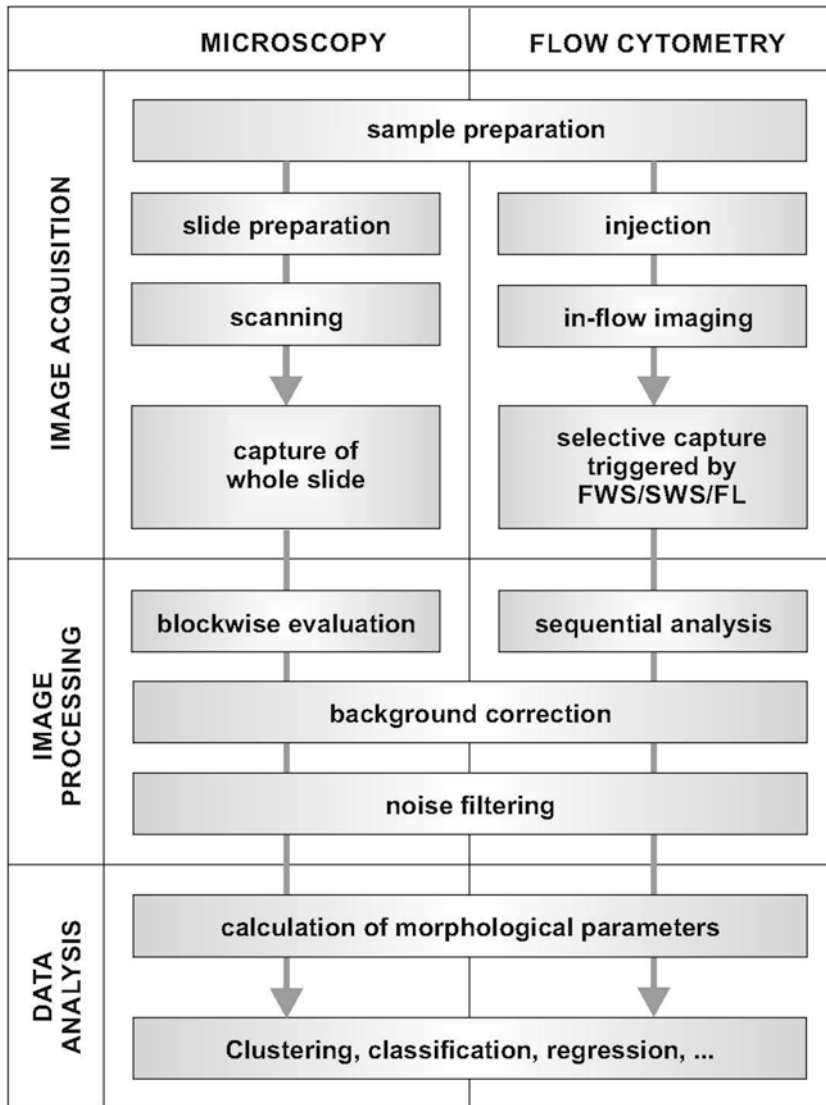 MICROSCOPY
FLOW CYTOMETRY
IMAGE ACQUISITION
sample preparation
slide preparation
injection
scanning
in-flow imaging
capture of
whole slide
selective capture
triggered by
FWS/SWS/FL
IMAGE
PROCESSING
blockwise evaluation
sequential analysis
background correction
noise filtering
DATA
ANALYSIS
calculation of morphological parameters
Clustering, classification, regression, ...